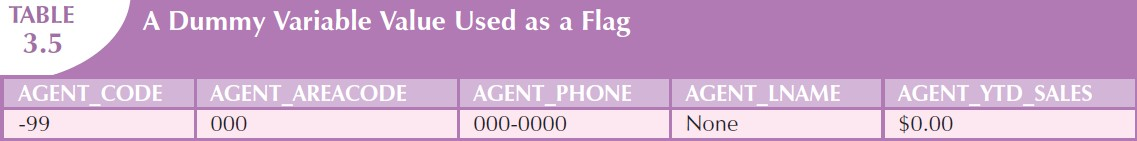 TABLE
3.5
A Dummy Variable Value Used as a Flag
AGENT_CODE AGENT_AREACODE AGENT_PHONE AGENT_LNAME AGENT_YTD_SALES
-99 000 000-0000 None $0.00